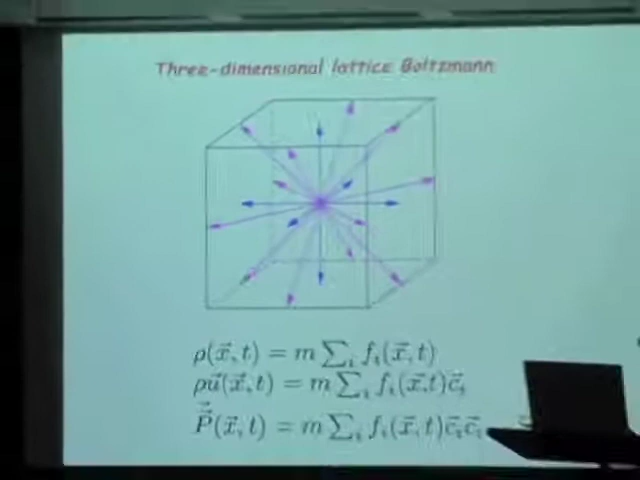 Three-dimensional lattice Boltzmann
ρ(x⃗, t) = m ∑ᵢ fᵢ(x⃗, t)
ρu⃗(x⃗, t) = m ∑ᵢ fᵢ(x⃗,t)c⃗ᵢ
P⃗⃗(x⃗, t) = m ∑ᵢ fᵢ(x⃗, t)c⃗ᵢc⃗ᵢ